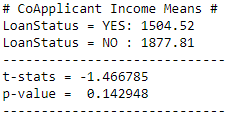 # CoApplicant Income Means #
LoanStatus = YES: 1504.52
LoanStatus = NO : 1877.81
----------------------------
t-stats = -1.466785
p-value =  0.142948
----------------------------